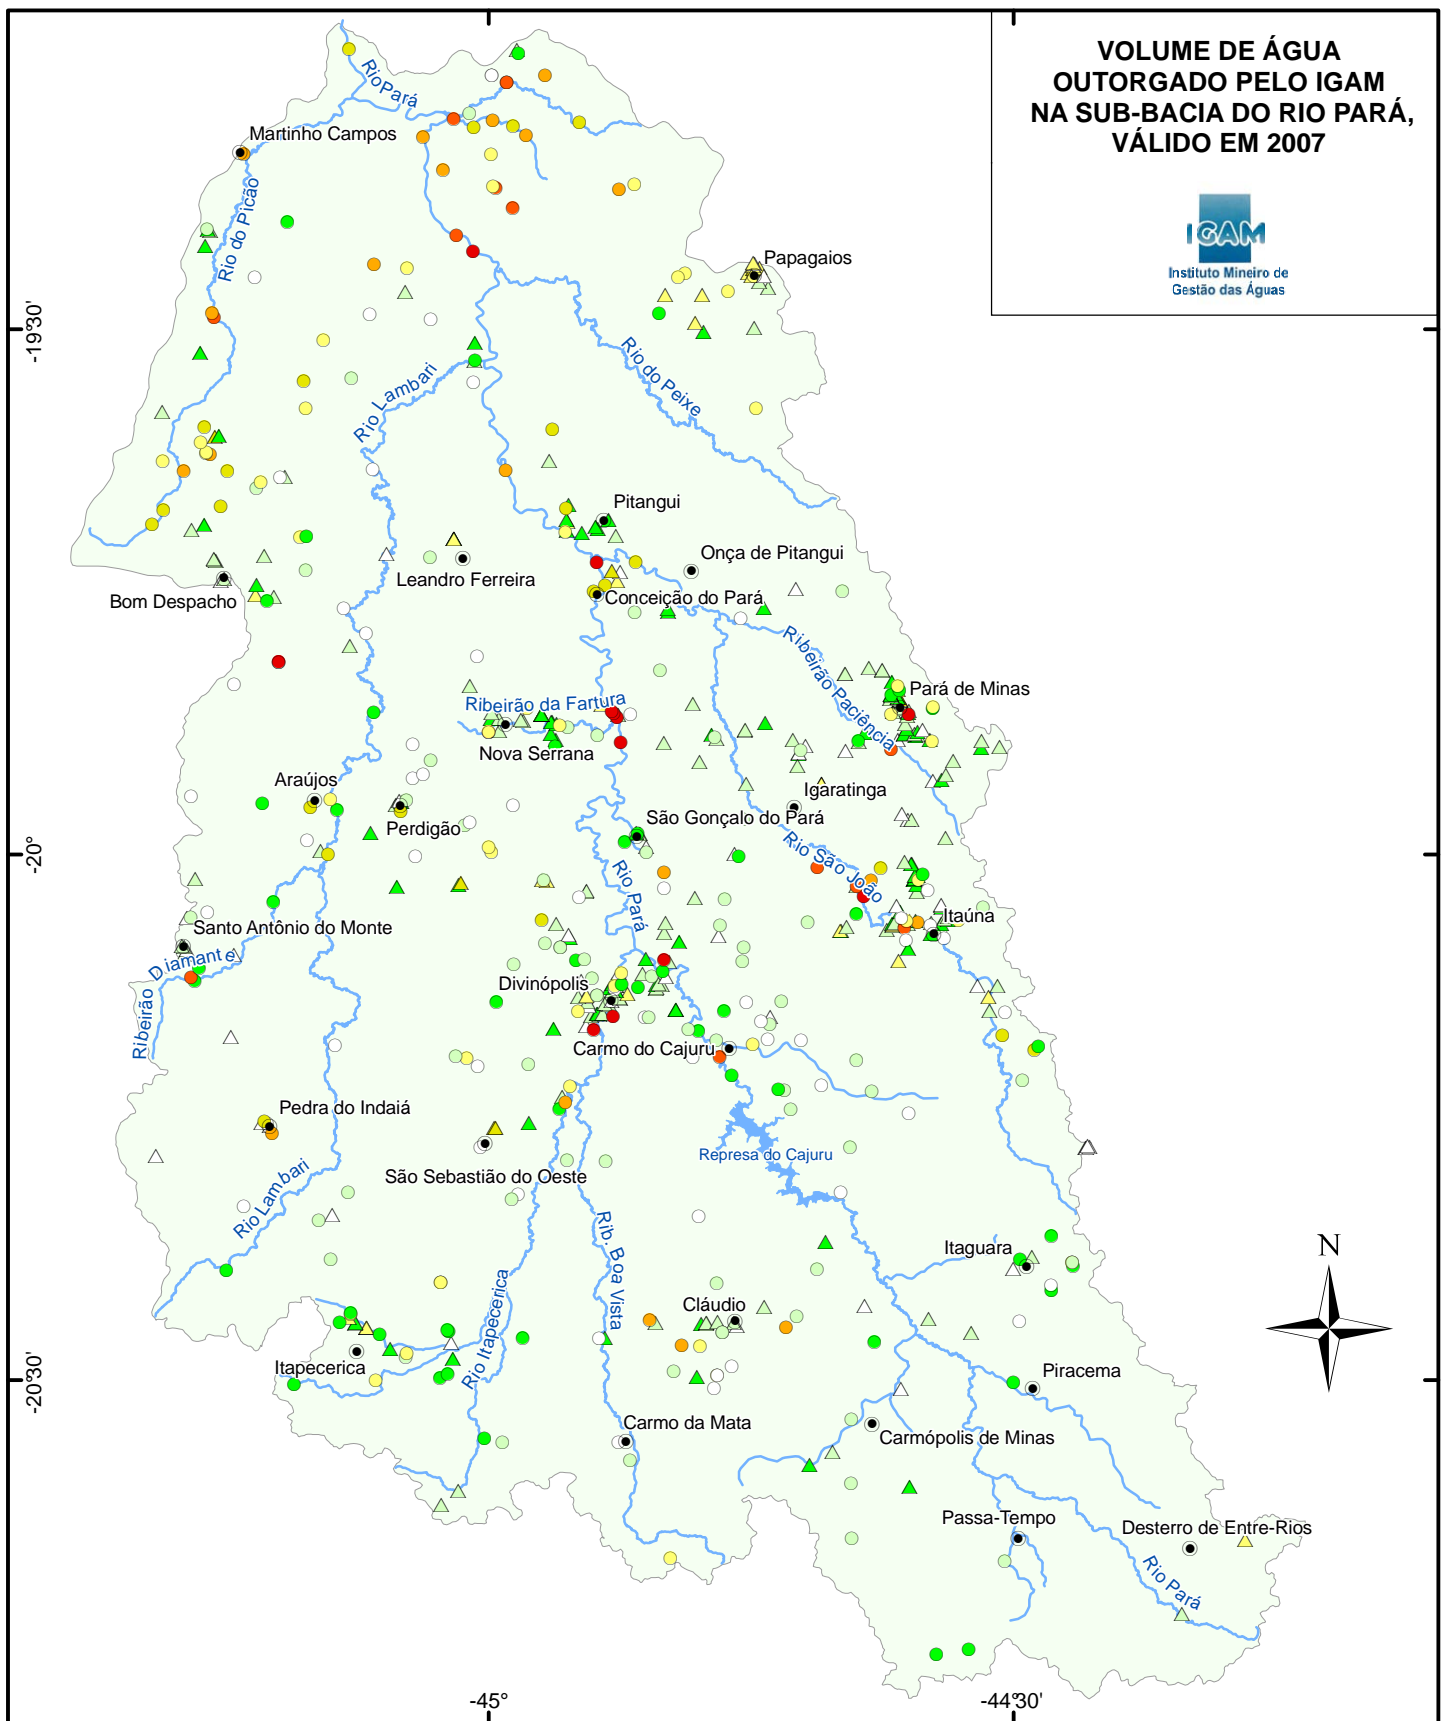 VOLUME DE ÁGUA
OUTORGADO PELO IGAM
NA SUB-BACIA DO RIO PARÁ,
VÁLIDO EM 2007
IGAM
Instituto Mineiro de
Gestão das Águas
Rio Pará
Martinho Campos
Rio do Picão
Papagaios
-19°30'
Rio do Peixe
Rio Lambari
Pitangui
Onça de Pitangui
Leandro Ferreira
Bom Despacho
Conceição do Pará
Ribeirão Paciência
Pará de Minas
Ribeirão da Fartura
Nova Serrana
Araújos
Igaratinga
Perdigão
São Gonçalo do Pará
-20°
Rio São João
Rio Pará
Itaúna
Santo Antônio do Monte
Ribeirão Diamante
Divinópolis
Carmo do Cajuru
Pedra do Indaiá
Represa do Cajuru
São Sebastião do Oeste
Rio Lambari
Rib. Boa Vista
Itaguara
N
Rio Itapecerica
Cláudio
Itapecerica
Piracema
-20°30'
Carmo da Mata
Carmópolis de Minas
Passa-Tempo
Desterro de Entre-Rios
Rio Pará
-45°
-44°30'